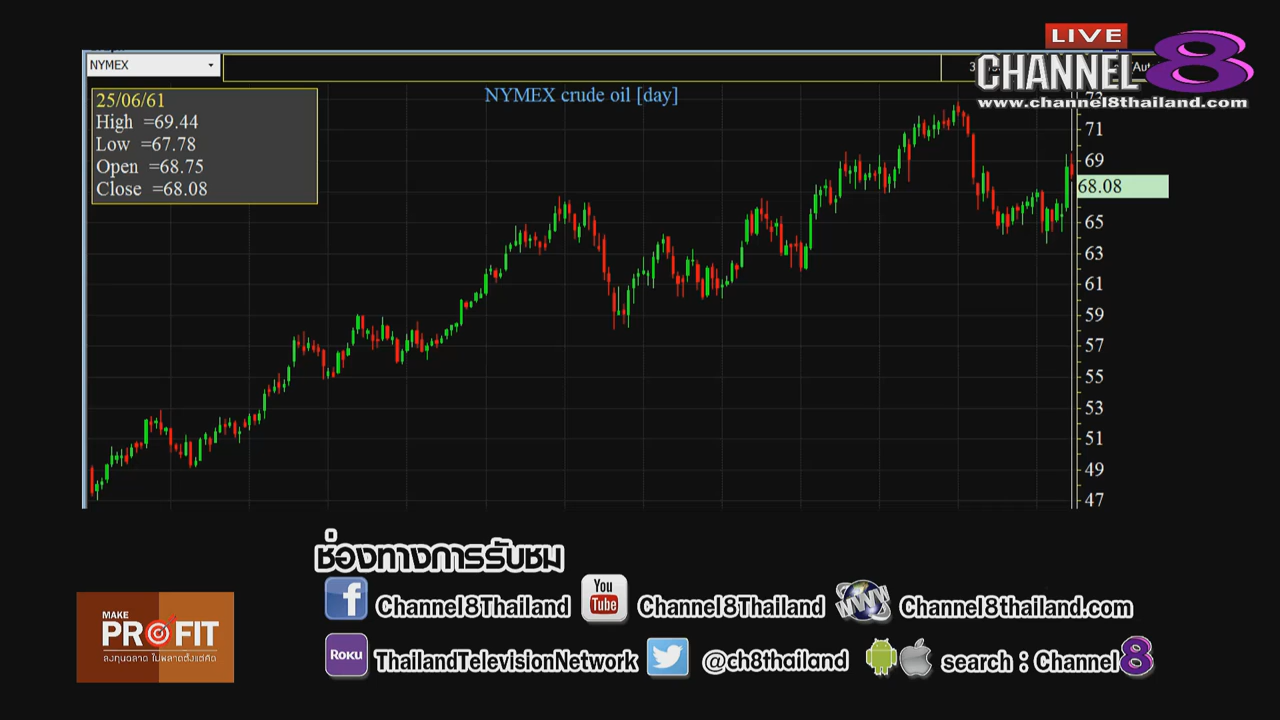 LIVE
NYMEX
CHANNEL 8
www.channel8thailand.com
25/06/61
High =69.44
Low =67.78
Open =68.75
Close =68.08
NYMEX crude oil [day]
71
69
68.08
65
63
61
59
57
55
53
51
49
47
ช่องทางการรับชม
Channel8Thailand
You
Tube
Channel8Thailand
WWW
Channel8thailand.com
MAKE
PROFIT
ลงทุนฉลาด ไม่พลาดตั้งแต่คิด
Roku
ThailandTelevisionNetwork
@ch8thailand
search : Channel8